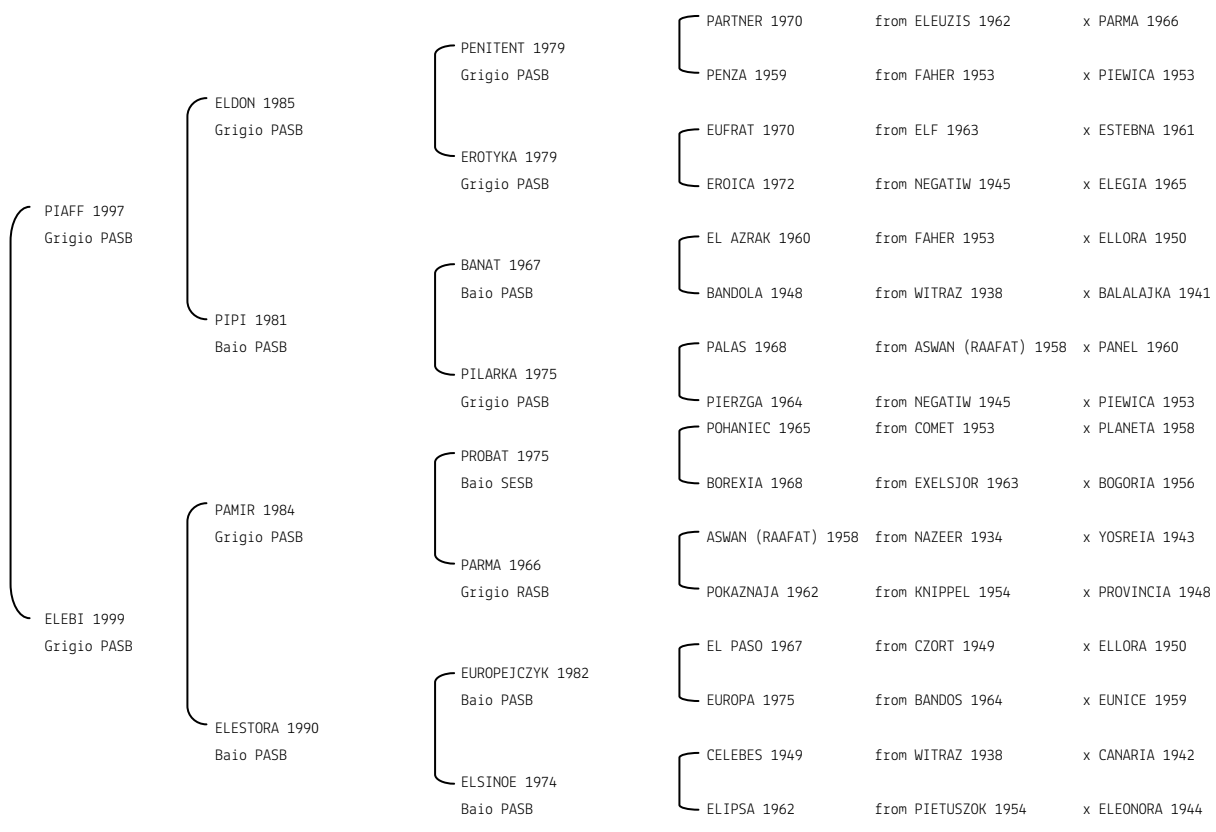 PARTNER 1970 from ELEUZIS 1962 x PARMA 1966
PENITENT 1979
Grigio PASB PENZA 1959 from FAHER 1953 x PIEWICA 1953
ELDON 1985
Grigio PASB EUFRAT 1970 from ELF 1963 x ESTEBNA 1961
EROTYKA 1979
Grigio PASB EROICA 1972 from NEGATIW 1945 x ELEGIA 1965
PIAFF 1997
Grigio PASB EL AZRAK 1960 from FAHER 1953 x ELLORA 1950
BANAT 1967
Baio PASB BANDOLA 1948 from WITRAZ 1938 x BALALAJKA 1941
PIPI 1981
Baio PASB PALAS 1968 from ASWAN (RAAFAT) 1958 x PANEL 1960
PILARKA 1975
Grigio PASB PIERZGA 1964 from NEGATIW 1945 x PIEWICA 1953
POHANIEC 1965 from COMET 1953 x PLANETA 1958
PROBAT 1975
Baio SESB BOREXIA 1968 from EXELSJOR 1963 x BOGORIA 1956
PAMIR 1984
Grigio PASB ASWAN (RAAFAT) 1958 from NAZEER 1934 x YOSREIA 1943
PARMA 1966
Grigio RASB POKAZNAJA 1962 from KNIPPEL 1954 x PROVINCIA 1948
ELEBI 1999
Grigio PASB EL PASO 1967 from CZORT 1949 x ELLORA 1950
EUROPEJCZYK 1982
Baio PASB EUROPA 1975 from BANDOS 1964 x EUNICE 1959
ELESTORA 1990
Baio PASB CELEBES 1949 from WITRAZ 1938 x CANARIA 1942
ELSINOE 1974
Baio PASB ELIPSA 1962 from PIETUSZOK 1954 x ELEONORA 1944